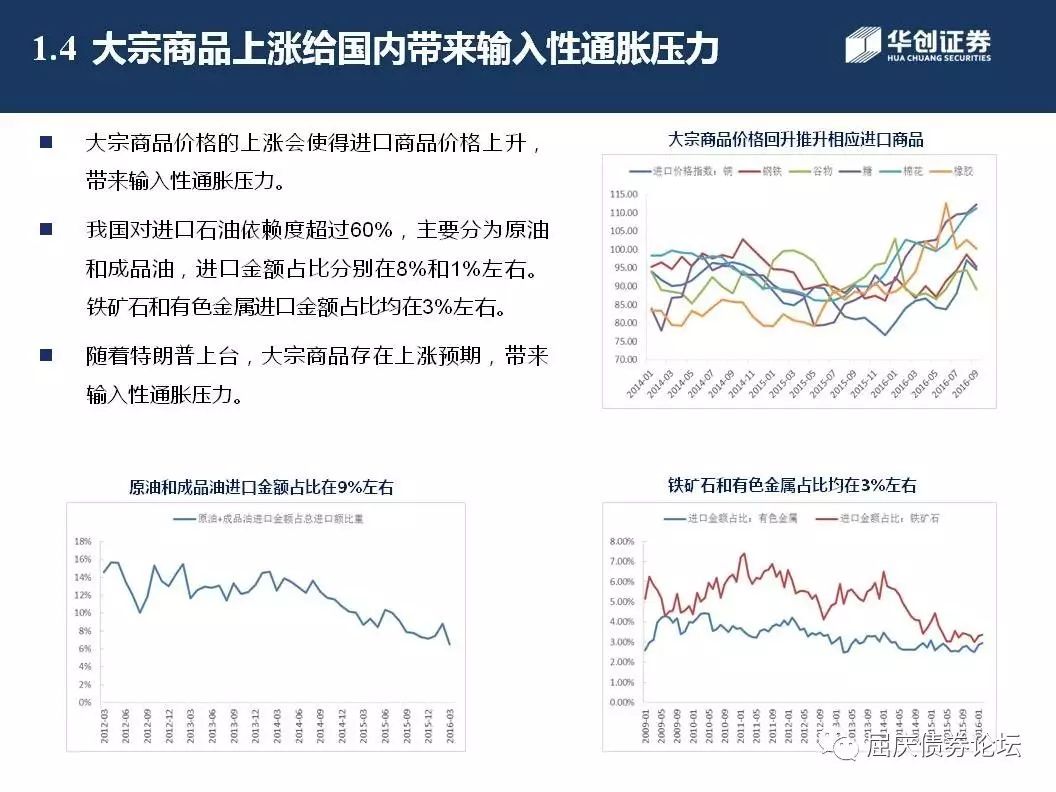 1.4 大宗商品上涨给国内带来输入性通胀压力
华创证券
HUA CHUANG SECURITIES
■ 大宗商品价格的上涨会使得进口商品价格上升，
带来输入性通胀压力。
■ 我国对进口石油依赖度超过60%，主要分为原油
和成品油，进口金额占比分别在8%和1%左右。
铁矿石和有色金属进口金额占比均在3%左右。
■ 随着特朗普上台，大宗商品存在上涨预期，带来
输入性通胀压力。
大宗商品价格回升推升相应进口商品
进口价格指数：铜 钢铁 谷物 糖 棉花 橡胶
115.00
110.00
105.00
100.00
95.00
90.00
85.00
80.00
75.00
70.00
2014-01 2014-03 2014-05 2014-07 2014-09 2014-11 2015-01 2015-03 2015-05 2015-07 2015-09 2015-11 2016-01 2016-03 2016-05 2016-07 2016-09
原油和成品油进口金额占比在9%左右
原油+成品油进口金额占总进口额比重
18%
16%
14%
12%
10%
8%
6%
4%
2%
0%
2012-03 2012-06 2012-09 2012-12 2013-03 2013-06 2013-09 2013-12 2014-03 2014-06 2014-09 2014-12 2015-03 2015-06 2015-09 2015-12 2016-03
铁矿石和有色金属占比均在3%左右
进口金额占比：有色金属 进口金额占比：铁矿石
8.00%
7.00%
6.00%
5.00%
4.00%
3.00%
2.00%
1.00%
0.00%
2009-01 2009-05 2009-09 2010-01 2010-05 2010-09 2011-01 2011-05 2011-09 2012-01 2012-05 2012-09 2013-01 2013-05 2013-09 2014-01 2014-05 2014-09 2015-01 2015-05 2015-09 2016-01
屈庆债券论坛